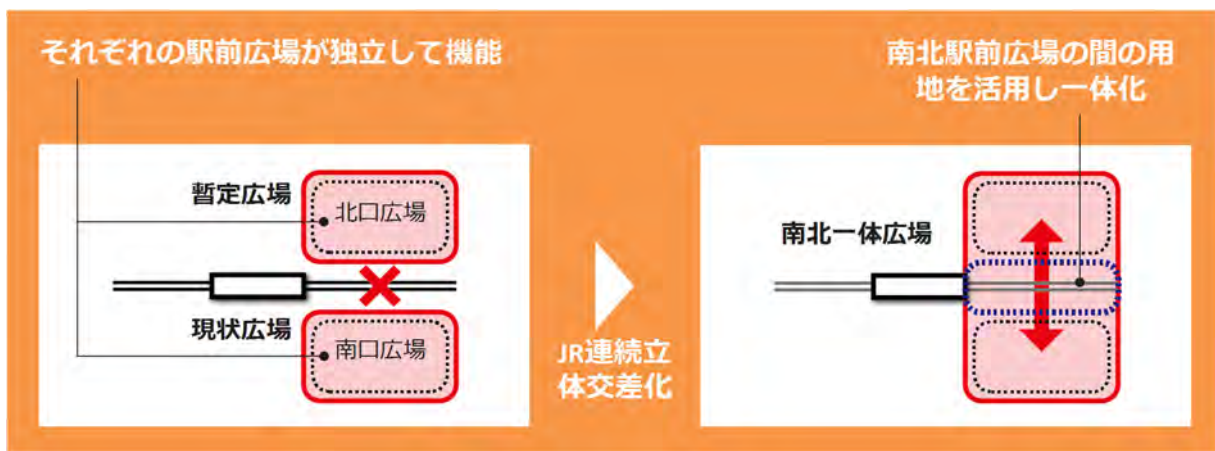 それぞれの駅前広場が独立して機能
暫定広場
北口広場
現状広場
南口広場
JR連続立
体交差化
南北駅前広場の間の用
地を活用し一体化
南北一体広場